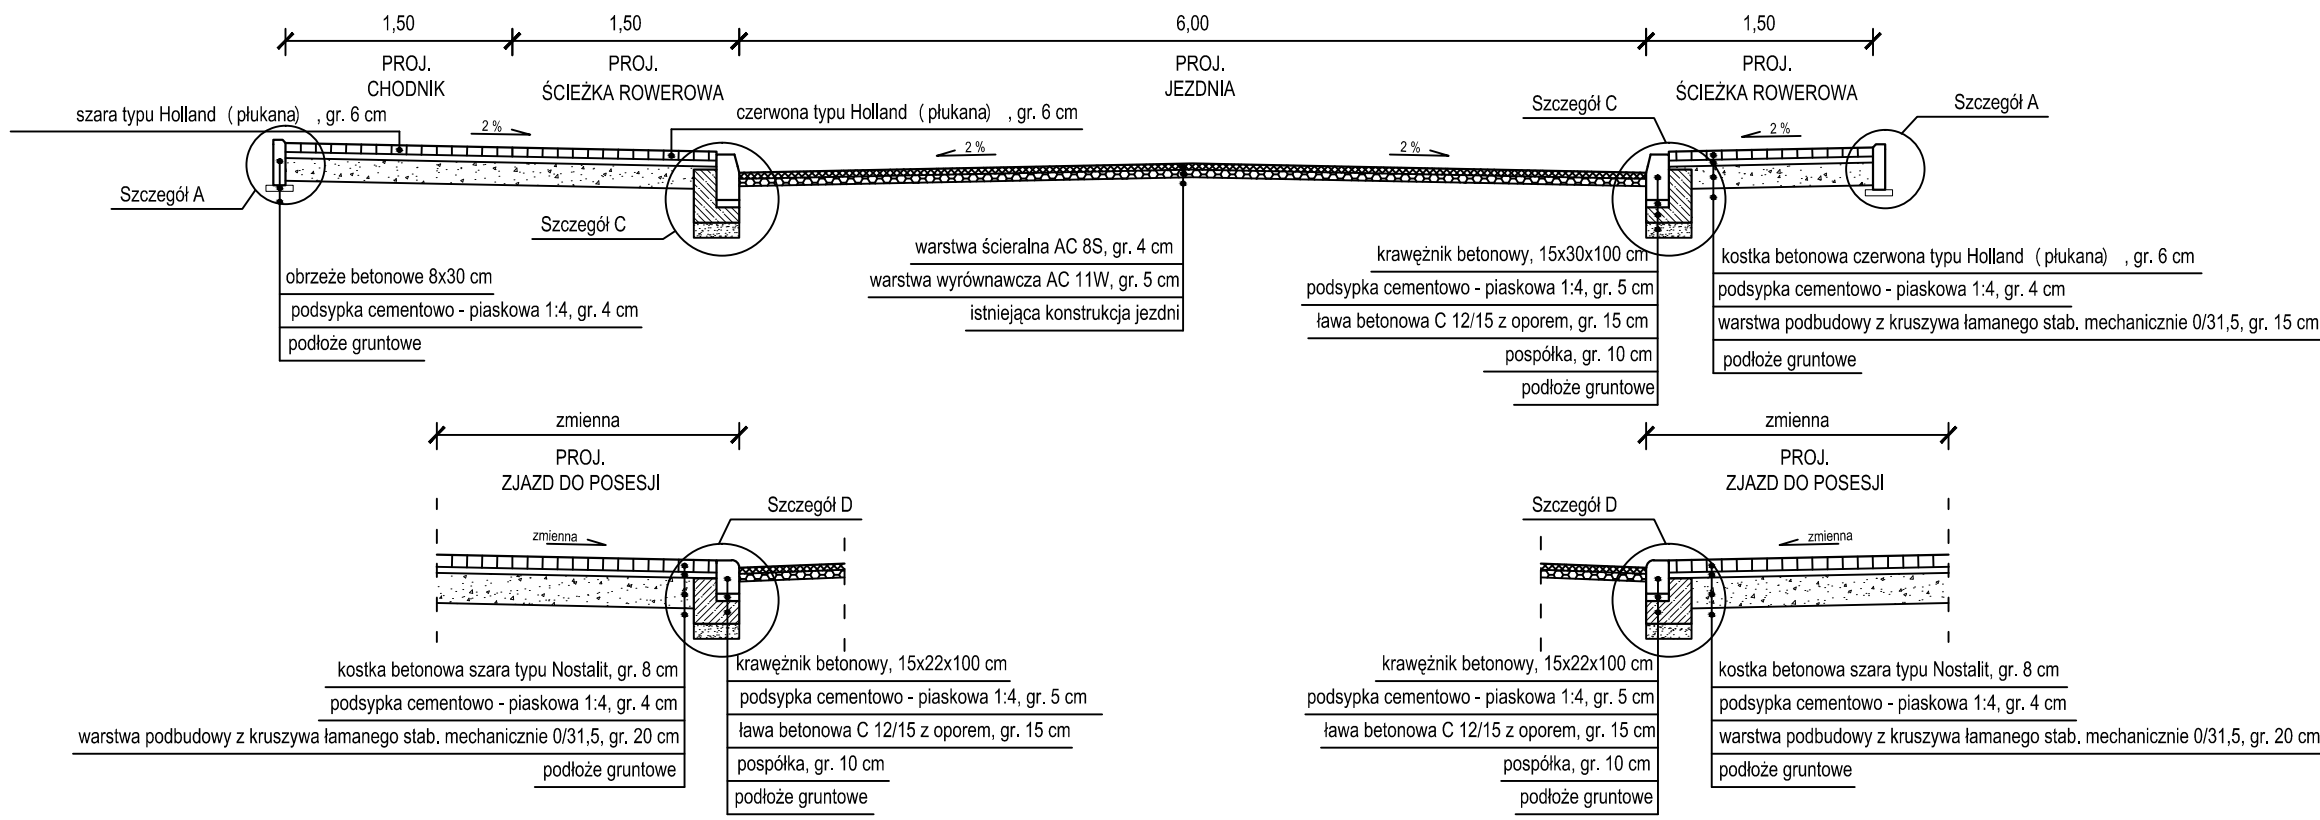 1,50
1,50
6,00
1,50
PROJ.
CHODNIK
PROJ.
ŚCIEŻKA ROWEROWA
PROJ.
JEZDNIA
PROJ.
ŚCIEŻKA ROWEROWA
szara typu Holland (płukana) , gr. 6 cm
2 %
czerwona typu Holland (płukana) , gr. 6 cm
2 %
2 %
Szczegół C
2 %
Szczegół A
Szczegół A
Szczegół C
obrzeże betonowe 8x30 cm
podsypka cementowo - piaskowa 1:4, gr. 4 cm
podłoże gruntowe
warstwa ścieralna AC 8S, gr. 4 cm
warstwa wyrównawcza AC 11W, gr. 5 cm
istniejąca konstrukcja jezdni
krawężnik betonowy, 15x30x100 cm
podsypka cementowo - piaskowa 1:4, gr. 5 cm
ława betonowa C 12/15 z oporem, gr. 15 cm
pospółka, gr. 10 cm
podłoże gruntowe
kostka betonowa czerwona typu Holland (płukana) , gr. 6 cm
podsypka cementowo - piaskowa 1:4, gr. 4 cm
warstwa podbudowy z kruszywa łamanego stab. mechanicznie 0/31,5, gr. 15 cm
podłoże gruntowe
zmienna
PROJ.
ZJAZD DO POSESJI
Szczegół D
zmienna
kostka betonowa szara typu Nostalit, gr. 8 cm
podsypka cementowo - piaskowa 1:4, gr. 4 cm
warstwa podbudowy z kruszywa łamanego stab. mechanicznie 0/31,5, gr. 20 cm
podłoże gruntowe
krawężnik betonowy, 15x22x100 cm
podsypka cementowo - piaskowa 1:4, gr. 5 cm
ława betonowa C 12/15 z oporem, gr. 15 cm
pospółka, gr. 10 cm
podłoże gruntowe
zmienna
PROJ.
ZJAZD DO POSESJI
Szczegół D
zmienna
krawężnik betonowy, 15x22x100 cm
podsypka cementowo - piaskowa 1:4, gr. 5 cm
ława betonowa C 12/15 z oporem, gr. 15 cm
pospółka, gr. 10 cm
podłoże gruntowe
kostka betonowa szara typu Nostalit, gr. 8 cm
podsypka cementowo - piaskowa 1:4, gr. 4 cm
warstwa podbudowy z kruszywa łamanego stab. mechanicznie 0/31,5, gr. 20 cm
podłoże gruntowe